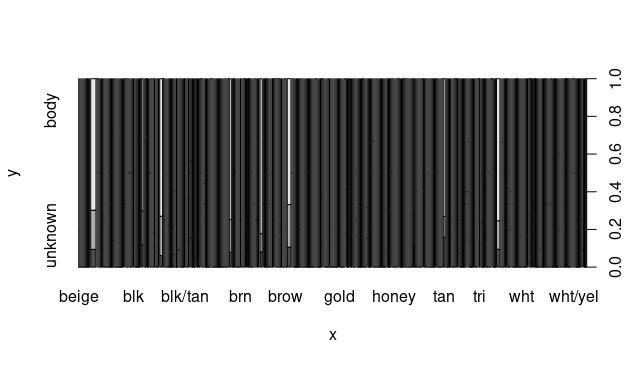 body
unknown
y
1.0
0.8
0.6
0.4
0.2
0.0
beige blk blk/tan brn brow gold honey tan tri wht wht/yel
x